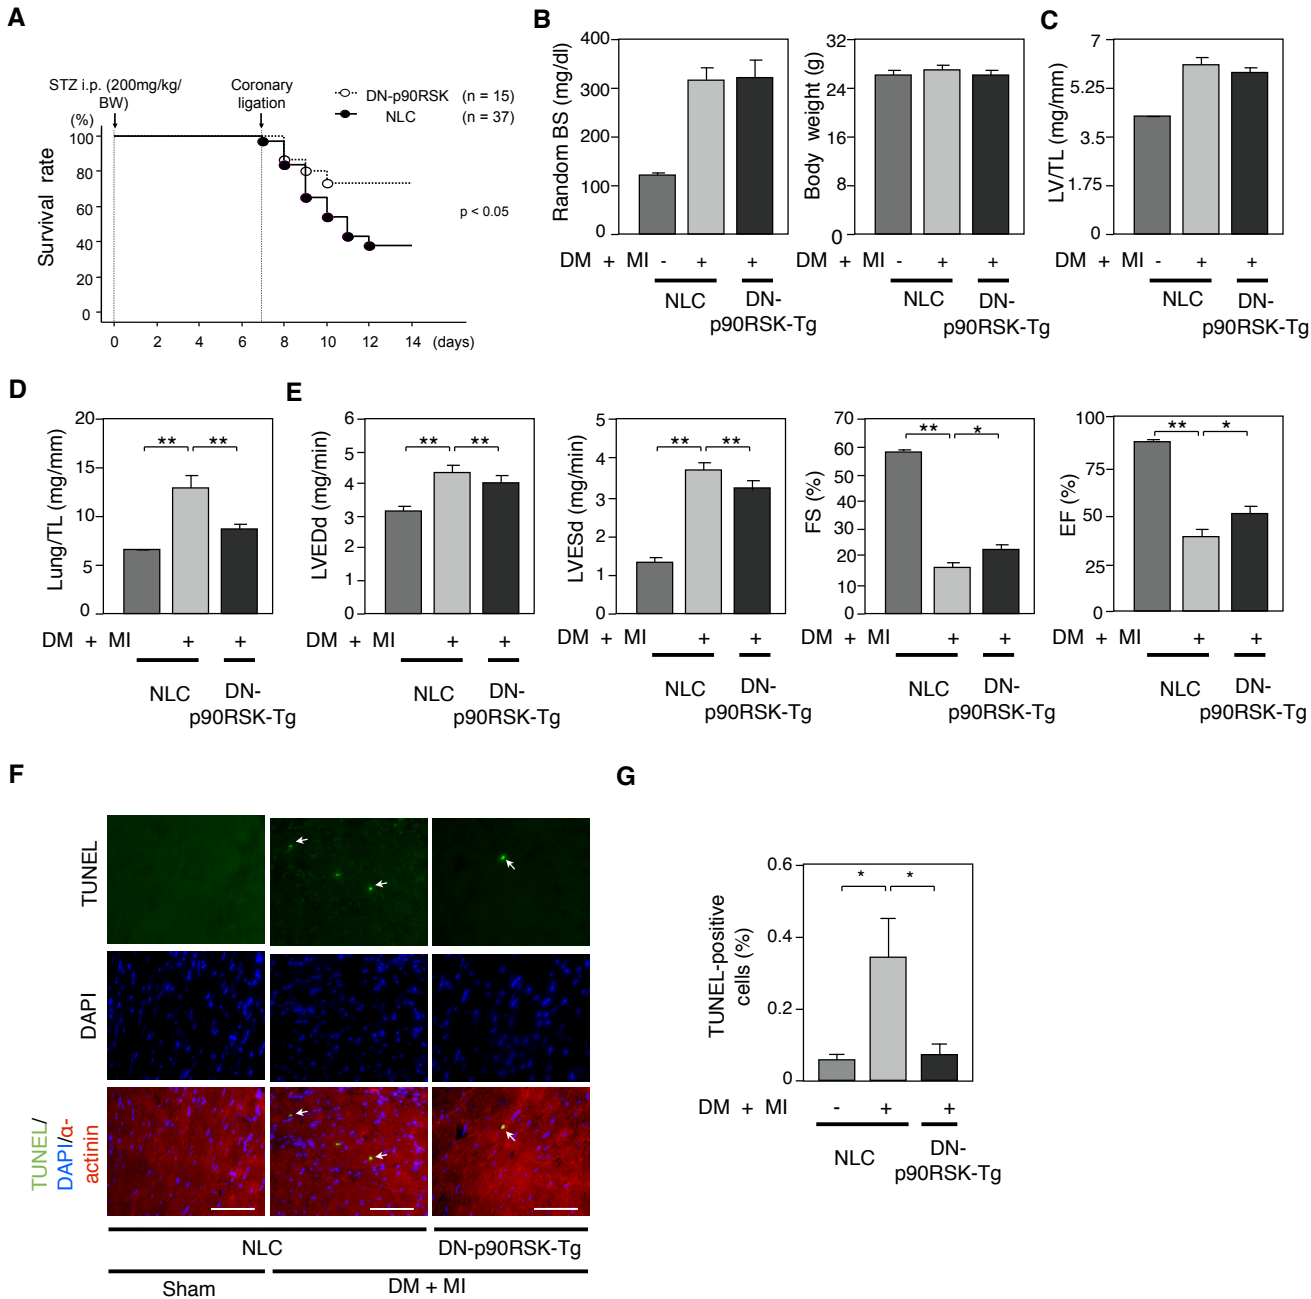 A
STZ i.p. (200mg/kg/
BW)
Coronary
ligation
DN-p90RSK (n = 15)
NLC (n = 37)
(%)
100
80
60
40
20
0
Survival rate
p < 0.05
0 2 4 6 8 10 12 14 (days)
B
Random BS (mg/dl)
400
300
200
100
0
DM + MI - + +
NLC DN-
p90RSK-Tg
Body weight (g)
32
24
16
8
0
DM + MI - + +
NLC DN-
p90RSK-Tg
C
LV/TL (mg/mm)
7
5.25
3.5
1.75
0
DM + MI - + +
NLC DN-
p90RSK-Tg
D
Lung/TL (mg/mm)
20
15
10
5
0
** **
DM + MI + +
NLC DN-
p90RSK-Tg
E
LVEDd (mg/min)
6
5
4
3
2
1
0
** **
DM + MI + +
NLC DN-
p90RSK-Tg
LVESd (mg/min)
5
4
3
2
1
0
** **
DM + MI + +
NLC DN-
p90RSK-Tg
FS (%)
70
60
50
40
30
20
10
0
** *
DM + MI + +
NLC DN-
p90RSK-Tg
EF (%)
100
75
50
25
0
** *
DM + MI + +
NLC DN-
p90RSK-Tg
F
TUNEL
DAPI
TUNEL/
DAPI/α-
actinin
NLC DN-p90RSK-Tg
Sham DM + MI
G
TUNEL-positive
cells (%)
0.6
0.4
0.2
0
* *
DM + MI - + +
NLC DN-
p90RSK-Tg